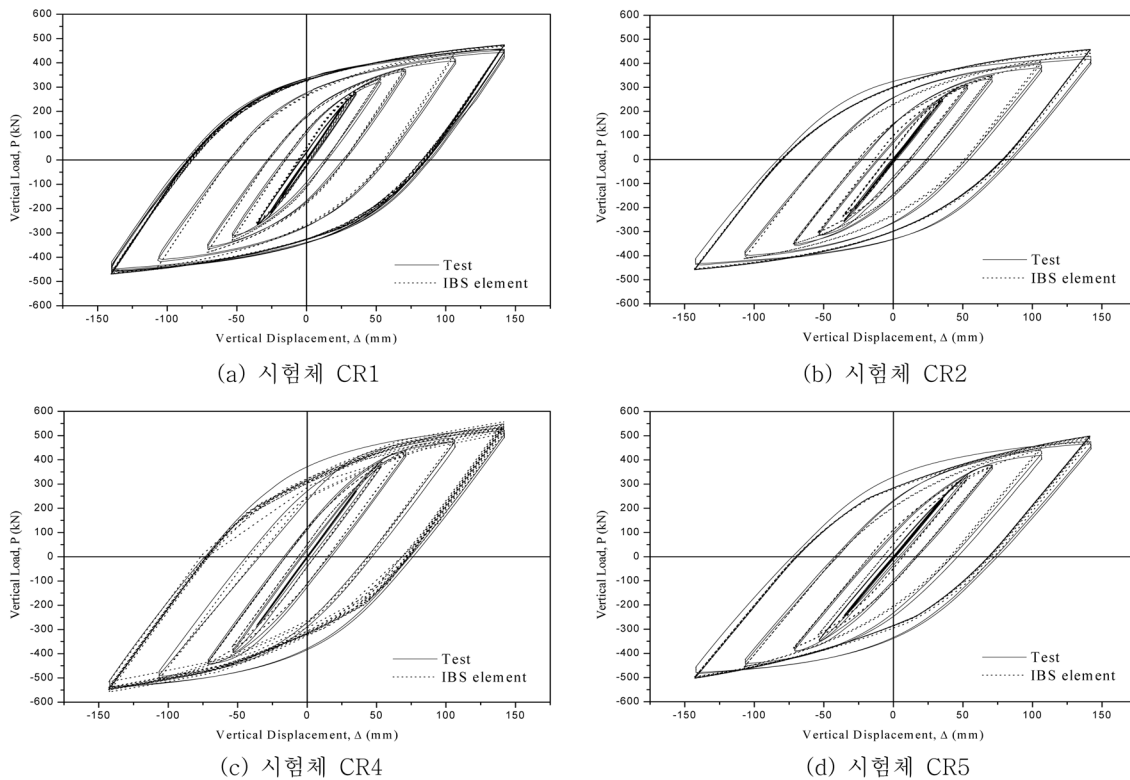 600
500
400
300
200
100
0
-100
-200
-300
-400
-500
-600
Vertical Load, P (kN)
-150 -100 -50 0 50 100 150
Vertical Displacement, Δ (mm)
Test
IBS element
(a) 시험체 CR1
600
500
400
300
200
100
0
-100
-200
-300
-400
-500
-600
Vertical Load, P (kN)
-150 -100 -50 0 50 100 150
Vertical Displacement, Δ (mm)
Test
IBS element
(b) 시험체 CR2
600
500
400
300
200
100
0
-100
-200
-300
-400
-500
-600
Vertical Load, P (kN)
-150 -100 -50 0 50 100 150
Vertical Displacement, Δ (mm)
Test
IBS element
(c) 시험체 CR4
600
500
400
300
200
100
0
-100
-200
-300
-400
-500
-600
Vertical Load, P (kN)
-150 -100 -50 0 50 100 150
Vertical Displacement, Δ (mm)
Test
IBS element
(d) 시험체 CR5